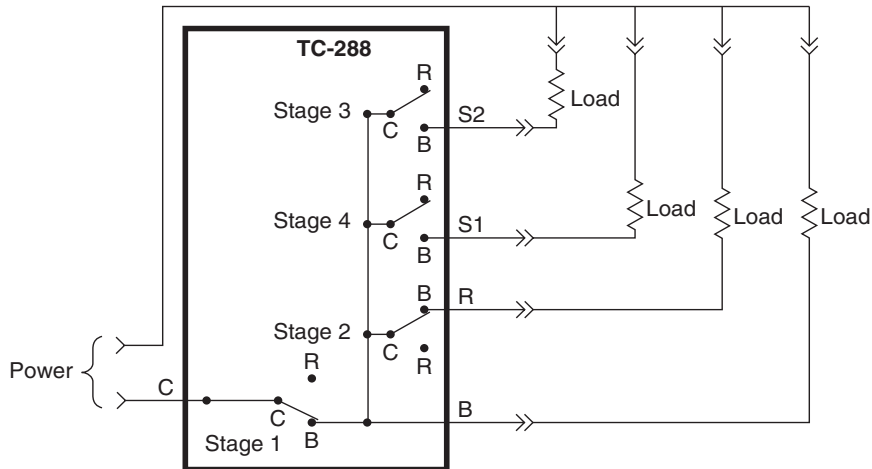 TC-288
R
Stage 3
C
B
S2
Load
R
Stage 4
C
B
S1
Load
Load
Load
B
R
Stage 2
C
R
R
Power
C
C
B
B
Stage 1